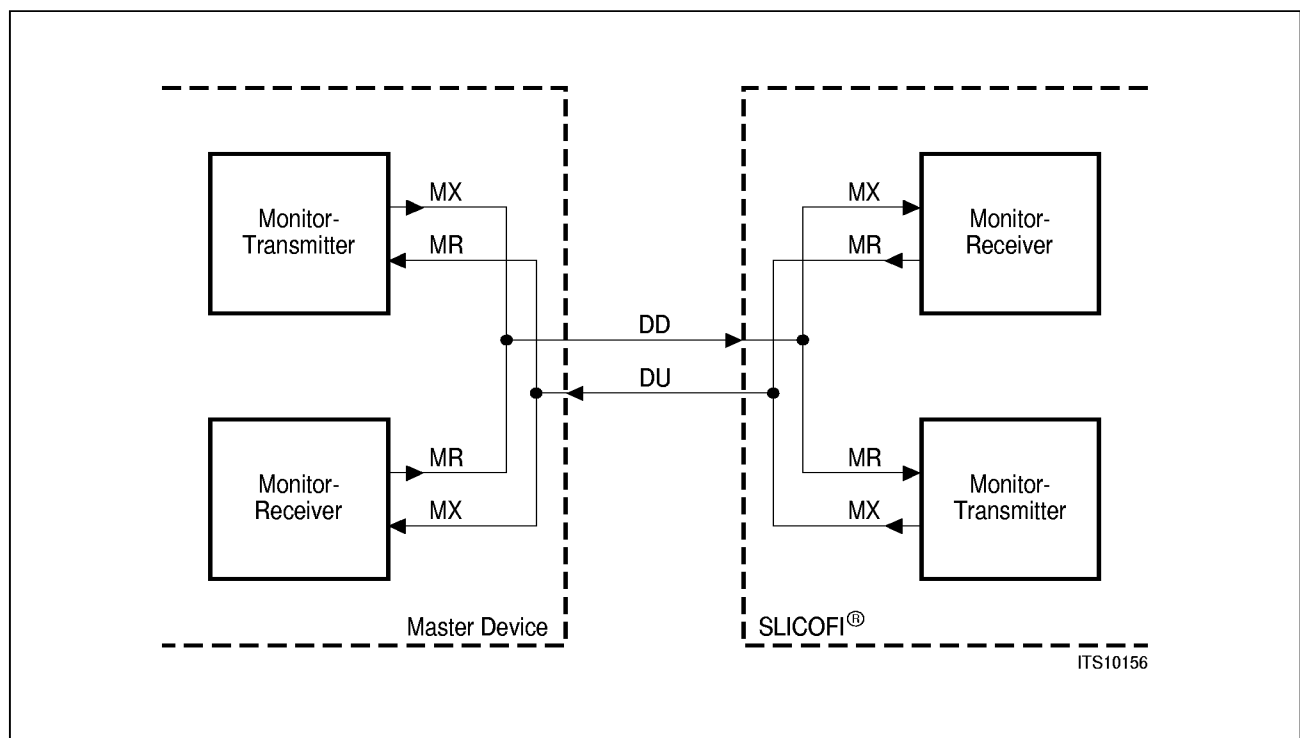 MX
Monitor-
Transmitter
MR
MX
Monitor-
Receiver
MR
DD
DU
Monitor-
Receiver
MR
MX
Monitor-
Transmitter
MR
MX
Master Device
SLICOFI®
ITS10156